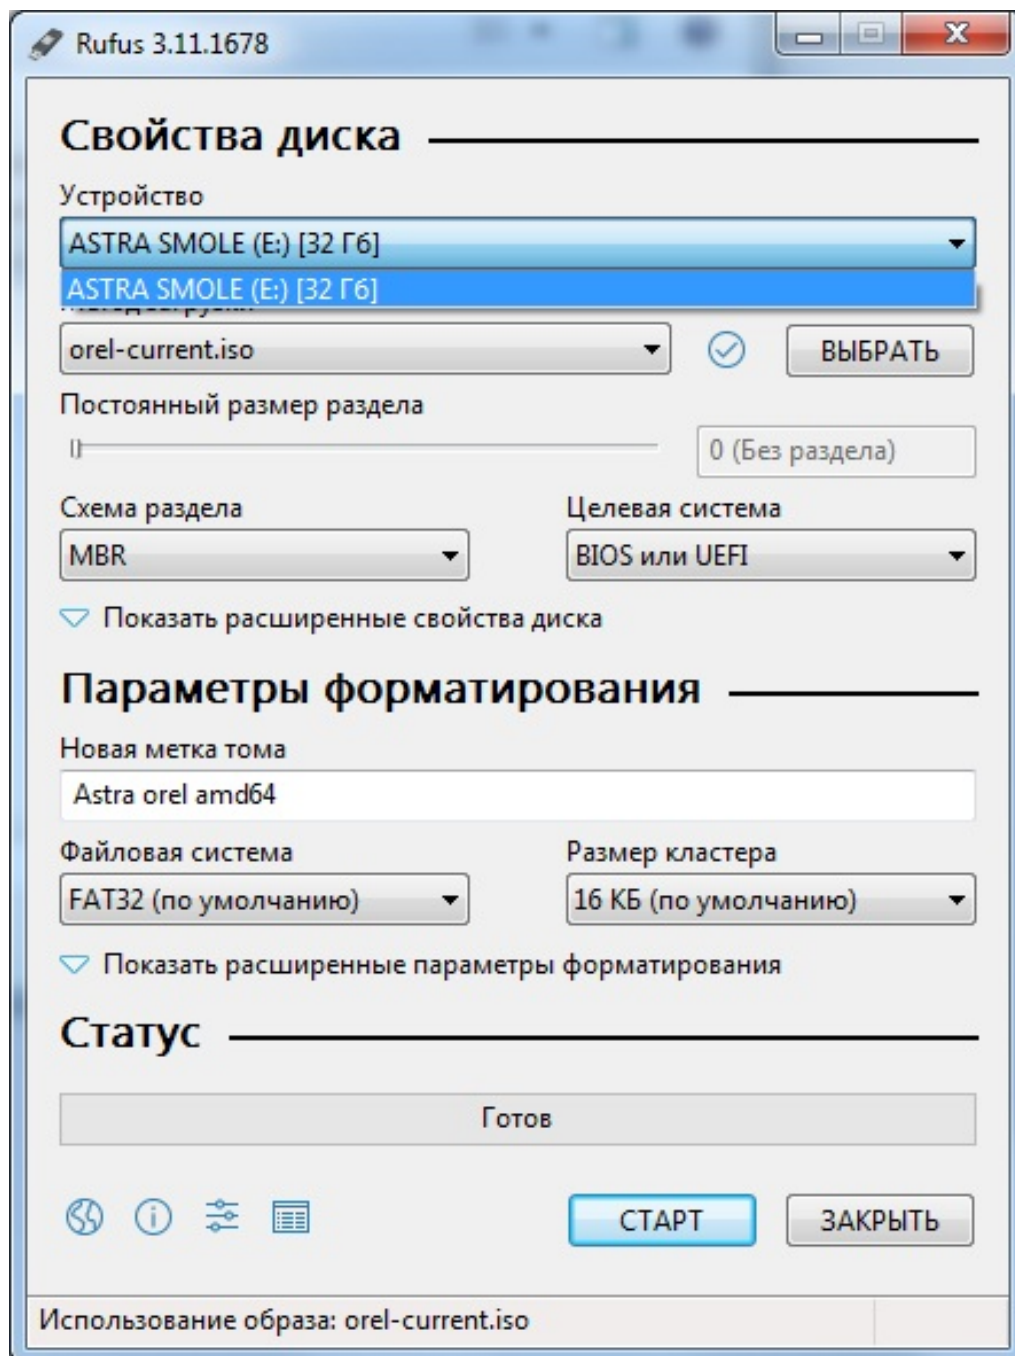 Rufus 3.11.1678
Свойства диска
Устройство
ASTRA SMOLE (E:) [32 Гб]
ASTRA SMOLE (E:) [32 Гб]
orel-current.iso
ВЫБРАТЬ
Постоянный размер раздела
0 (Без раздела)
Схема раздела
Целевая система
MBR
BIOS или UEFI
Показать расширенные свойства диска
Параметры форматирования
Новая метка тома
Astra orel amd64
Файловая система
Размер кластера
FAT32 (по умолчанию)
16 КБ (по умолчанию)
Показать расширенные параметры форматирования
Статус
Готов
СТАРТ
ЗАКРЫТЬ
Использование образа: orel-current.iso